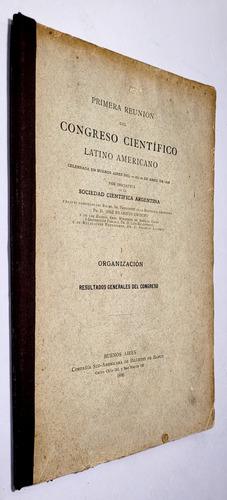 PRIMERA REUNIÓN
DEL
CONGRESO CIENTÍFICO
LATINO AMERICANO
CELEBRADA EN BUENOS AIRES DEL 10 AL 20 DE ABRIL DE 1898
POR INICIATIVA
DE LA
SOCIEDAD CIENTÍFICA ARGENTINA
I
ORGANIZACIÓN
Y
RESULTADOS GENERALES DEL CONGRESO
BUENOS AIRES
COMPAÑÍA SUD-AMERICANA DE BILLETES DE BANCO
1898